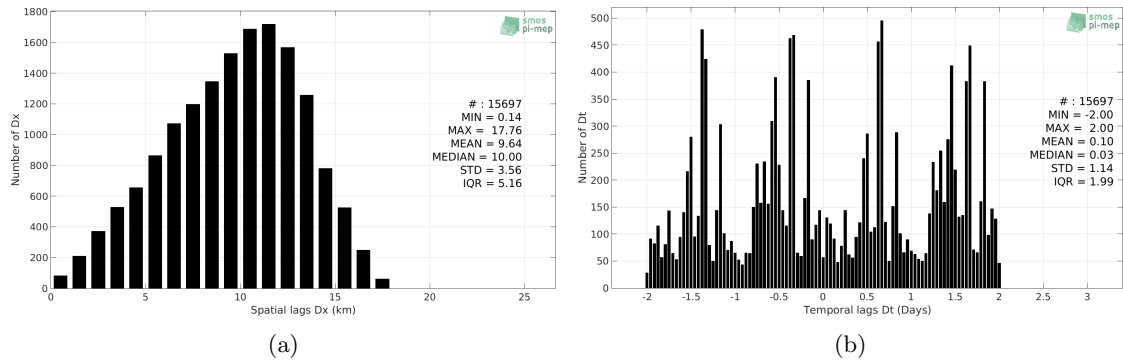 1800
1600
1400
1200
1000
800
600
400
200
0
Number of Dx
0 5 10 15 20 25
Spatial lags Dx (km)
smos
pi-mep
# : 15697
MIN = 0.14
MAX = 17.76
MEAN = 9.64
MEDIAN = 10.00
STD = 3.56
IQR = 5.16
(a)
500
450
400
350
300
250
200
150
100
50
0
Number of Dt
-2 -1.5 -1 -0.5 0 0.5 1 1.5 2 2.5 3
Temporal lags Dt (Days)
smos
pi-mep
# : 15697
MIN = -2.00
MAX = 2.00
MEAN = 0.10
MEDIAN = 0.03
STD = 1.14
IQR = 1.99
(b)